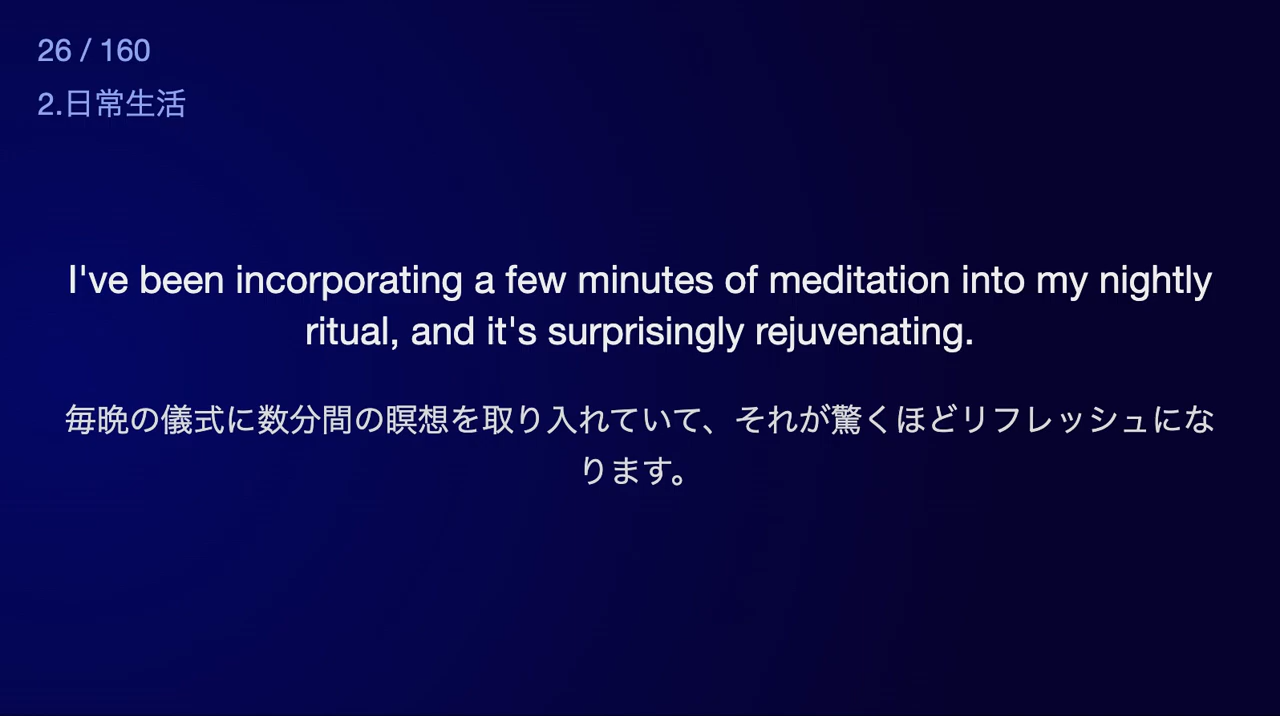 26 / 160
2.日常生活
I've been incorporating a few minutes of meditation into my nightly
ritual, and it's surprisingly rejuvenating.
毎晩の儀式に数分間の瞑想を取り入れていて、それが驚くほどリフレッシュにな
ります。